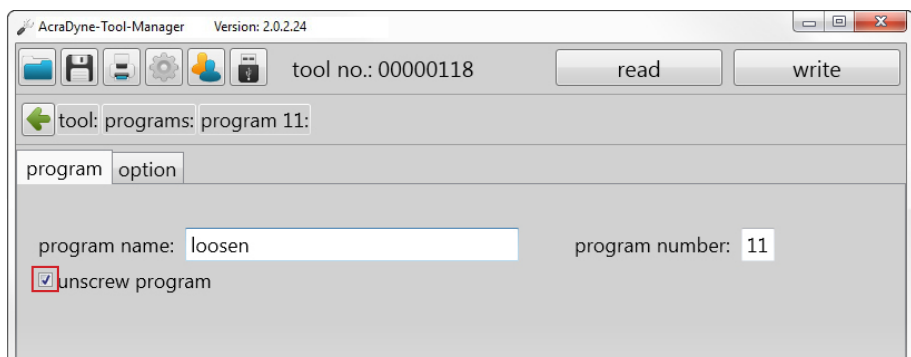 AcraDyne-Tool-Manager Version: 2.0.2.24
tool no.: 00000118 read write
tool: programs: program 11:
program option
program name: loosen program number: 11
unscrew program